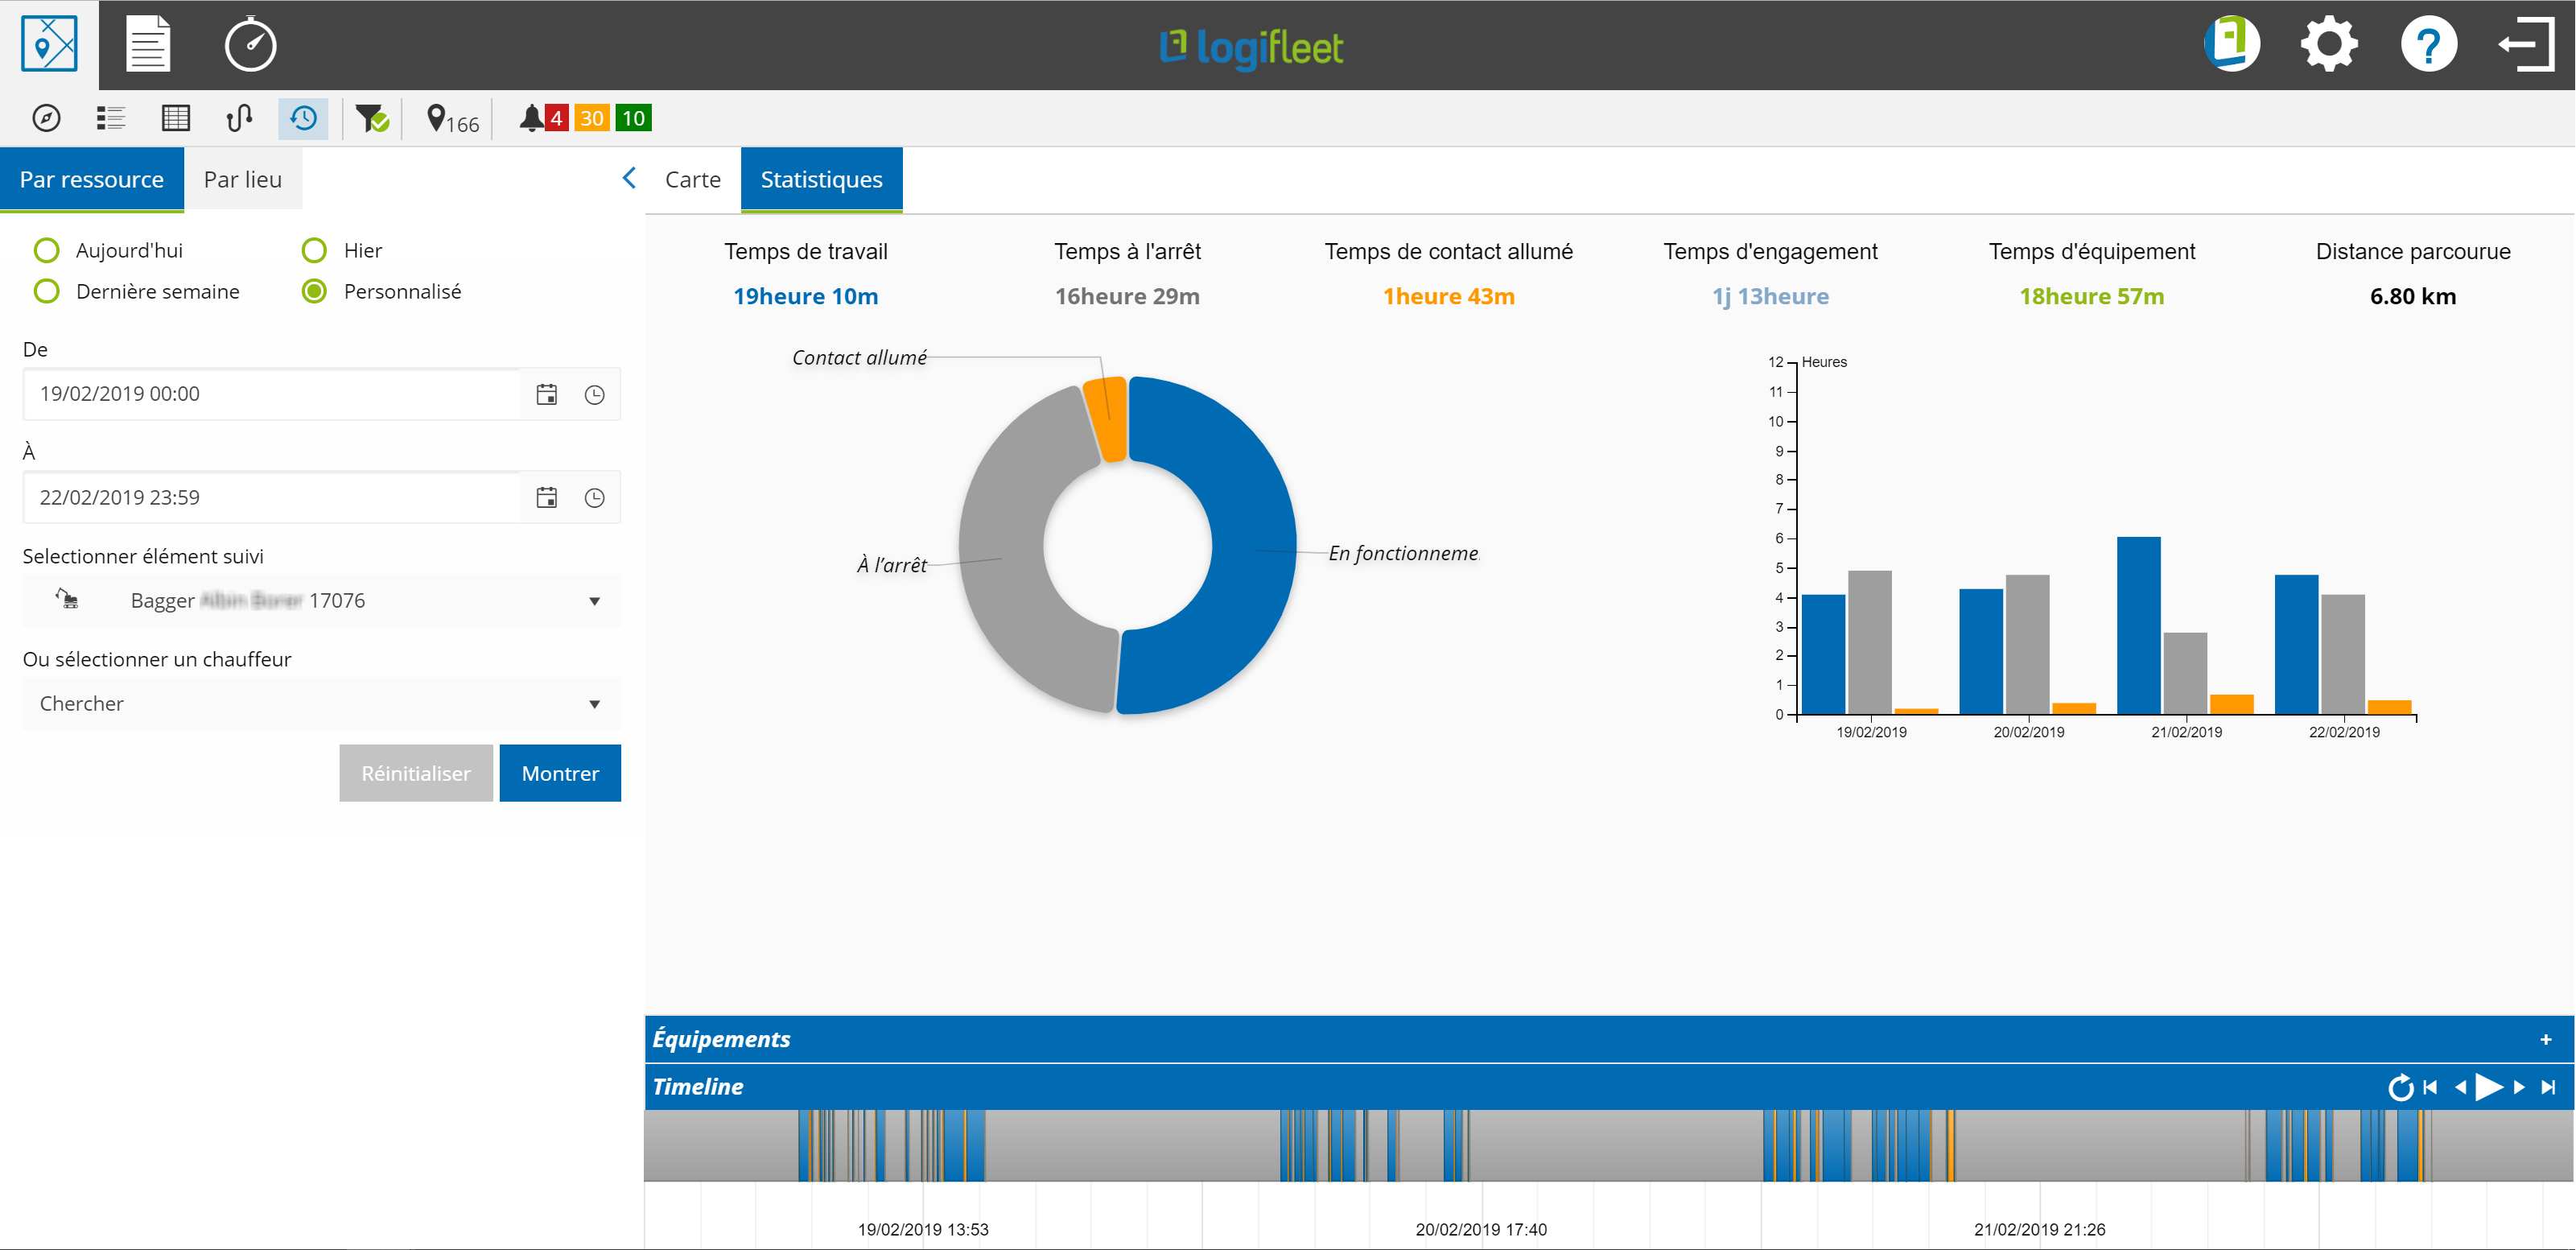 logifleet
166
4 30 10
Par ressource Par lieu
Carte Statistiques
Aujourd'hui Hier
Dernière semaine Personnalisé
De
19/02/2019 00:00
À
22/02/2019 23:59
Selectionner élément suivi
Bagger 17076
Ou sélectionner un chauffeur
Chercher
Réinitialiser Montrer
Temps de travail Temps à l'arrêt Temps de contact allumé Temps d'engagement Temps d'équipement Distance parcourue
19heure 10m 16heure 29m 1heure 43m 1j 13heure 18heure 57m 6.80 km
Contact allumé
À l'arrêt
En fonctionneme
Heures
12
11
10
9
8
7
6
5
4
3
2
1
0
19/02/2019 20/02/2019 21/02/2019 22/02/2019
Équipements +
Timeline
19/02/2019 13:53 20/02/2019 17:40 21/02/2019 21:26